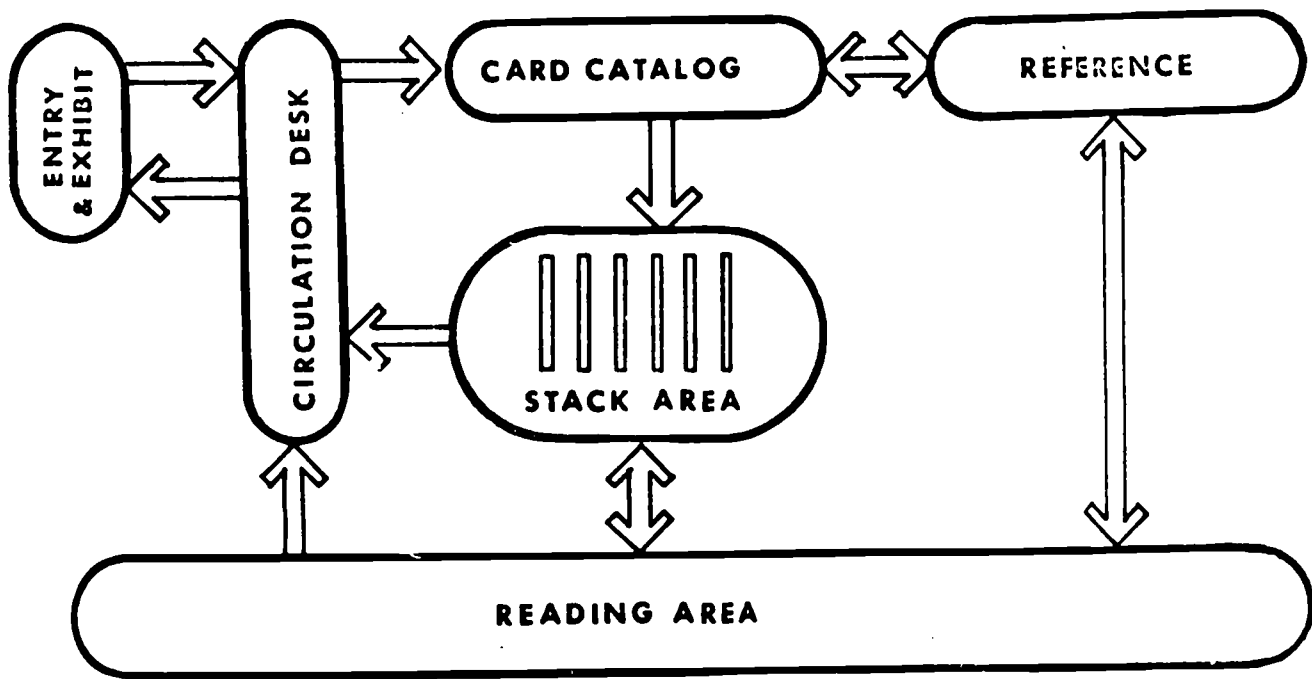 ENTRY
& EXHIBIT
CIRCULATION DESK
CARD CATALOG
REFERENCE
STACK AREA
READING AREA